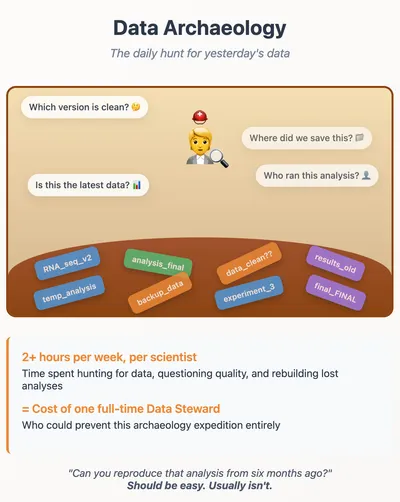 Data Archaeology
The daily hunt for yesterday's data
Which version is clean? 🤔
Where did we save this? 💬
Who ran this analysis? 👤
Is this the latest data? 📊
RNA_seq_v2
analysis_final
data_clean??
results_old
temp_analysis
backup_data
experiment_3
final_FINAL
2+ hours per week, per scientist
Time spent hunting for data, questioning quality, and rebuilding lost
analyses
= Cost of one full-time Data Steward
Who could prevent this archaeology expedition entirely
"Can you reproduce that analysis from six months ago?"
Should be easy. Usually isn't.